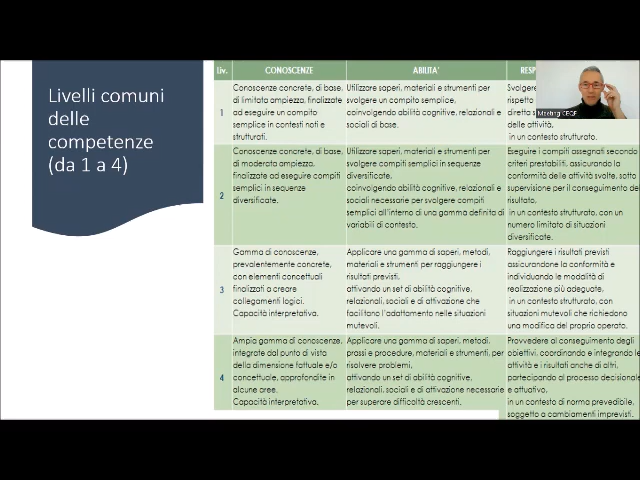 Livelli comuni
delle
competenze
(da 1 a 4)
Liv.
CONOSCENZE
ABILITA'
RESP
1
Conoscenze concrete, di base,
di limitata ampiezza, finalizzate
ad eseguire un compito
semplice in contesti noti e
strutturati.
Utilizzare saperi, materiali e strumenti per
svolgere un compito semplice,
coinvolgendo abilità cognitive, relazionali e
sociali di base.
Svolgere
rispetto
diretta s
delle attività,
in un contesto strutturato.
Meeting CEQF
2
Conoscenze concrete, di base,
di moderata ampiezza,
finalizzate ad eseguire compiti
semplici in sequenze
diversificate.
Utilizzare saperi, materiali e strumenti per
svolgere compiti semplici in sequenze
diversificate,
coinvolgendo abilità cognitive, relazionali e
sociali necessarie per svolgere compiti
semplici all'interno di una gamma definita di
variabili di contesto.
Eseguire i compiti assegnati secondo
criteri prestabiliti, assicurando la
conformità delle attività svolte, sotto
supervisione per il conseguimento del
risultato,
in un contesto strutturato, con un
numero limitato di situazioni
diversificate.
3
Gamma di conoscenze,
prevalentemente concrete,
con elementi concettuali
finalizzati a creare
collegamenti logici.
Capacità interpretativa.
Applicare una gamma di saperi, metodi,
materiali e strumenti per raggiungere i
risultati previsti,
attivando un set di abilità cognitive,
relazionali, sociali e di attivazione che
facilitano l'adattamento nelle situazioni
mutevoli.
Raggiungere i risultati previsti
assicurandone la conformità e
individuando le modalità di
realizzazione più adeguate,
in un contesto strutturato, con
situazioni mutevoli che richiedono
una modifica del proprio operato.
4
Ampia gamma di conoscenze,
integrate dal punto di vista
della dimensione fattuale e/o
concettuale, approfondite in
alcune aree.
Capacità interpretativa.
Applicare una gamma di saperi, metodi,
prassi e procedure, materiali e strumenti, per
risolvere problemi,
attivando un set di abilità cognitive,
relazionali, sociali e di attivazione necessarie
per superare difficoltà crescenti.
Provvedere al conseguimento degli
obiettivi, coordinando e integrando le
attività e i risultati anche di altri,
partecipando al processo decisionale
e attuativo,
in un contesto di norma prevedibile,
soggetto a cambiamenti imprevisti.